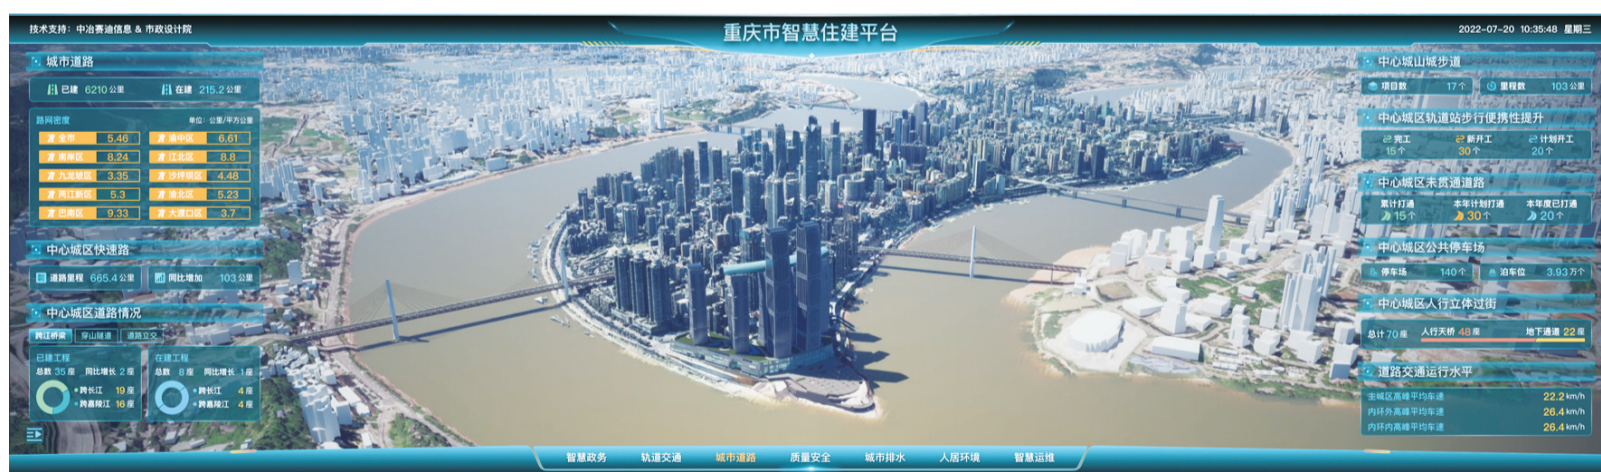 技术支持：中冶赛迪信息 & 市政设计院
重庆市智慧住建平台
2022-07-20 10:35:48 星期三
城市道路
已建 6210公里 在建 215.2公里
路网密度 单位：公里/平方公里
全市 5.46 渝中区 6.61
南岸区 8.24 江北区 8.8
九龙坡区 3.35 沙坪坝区 4.48
两江新区 5.3 渝北区 5.23
巴南区 9.33 大渡口区 3.7
中心城区快速路
道路里程 665.4公里 同比增加 103公里
中心城区道路情况
跨江桥梁 穿山隧道 道路立交
已建工程
总数 35座 同比增长 2座
跨长江 19座
跨嘉陵江 16座
在建工程
总数 8座 同比增长 1座
跨长江 4座
跨嘉陵江 4座
中心城山城步道
项目数 17个 里程数 103公里
中心城区轨道站步行便携性提升
完工 新开工 计划开工
15个 30个 20个
中心城区未贯通道路
累计打通 本年计划打通 本年度已打通
15个 30个 20个
中心城区公共停车场
停车场 140个 泊车位 3.93万个
中心城区人行立体过街
总计70座 人行天桥 48座 地下通道 22座
道路交通运行水平
主城区高峰平均车速 22.2km/h
内环外高峰平均车速 26.4km/h
内环内高峰平均车速 26.4km/h
智慧政务 轨道交通 城市道路 质量安全 城市排水 人居环境 智慧运维